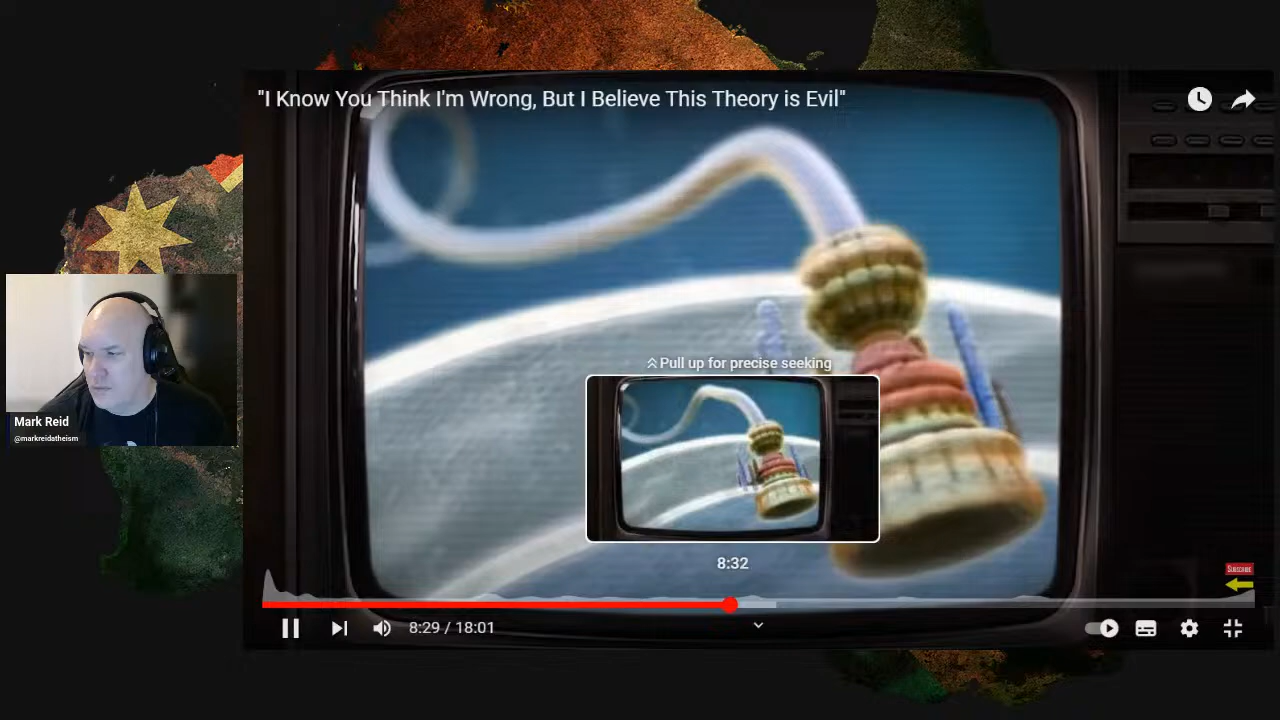 "I Know You Think I'm Wrong, But I Believe This Theory is Evil"
Pull up for precise seeking
Mark Reid
@markreidatheism
8:32
SUBSCRIBE
8:29 / 18:01